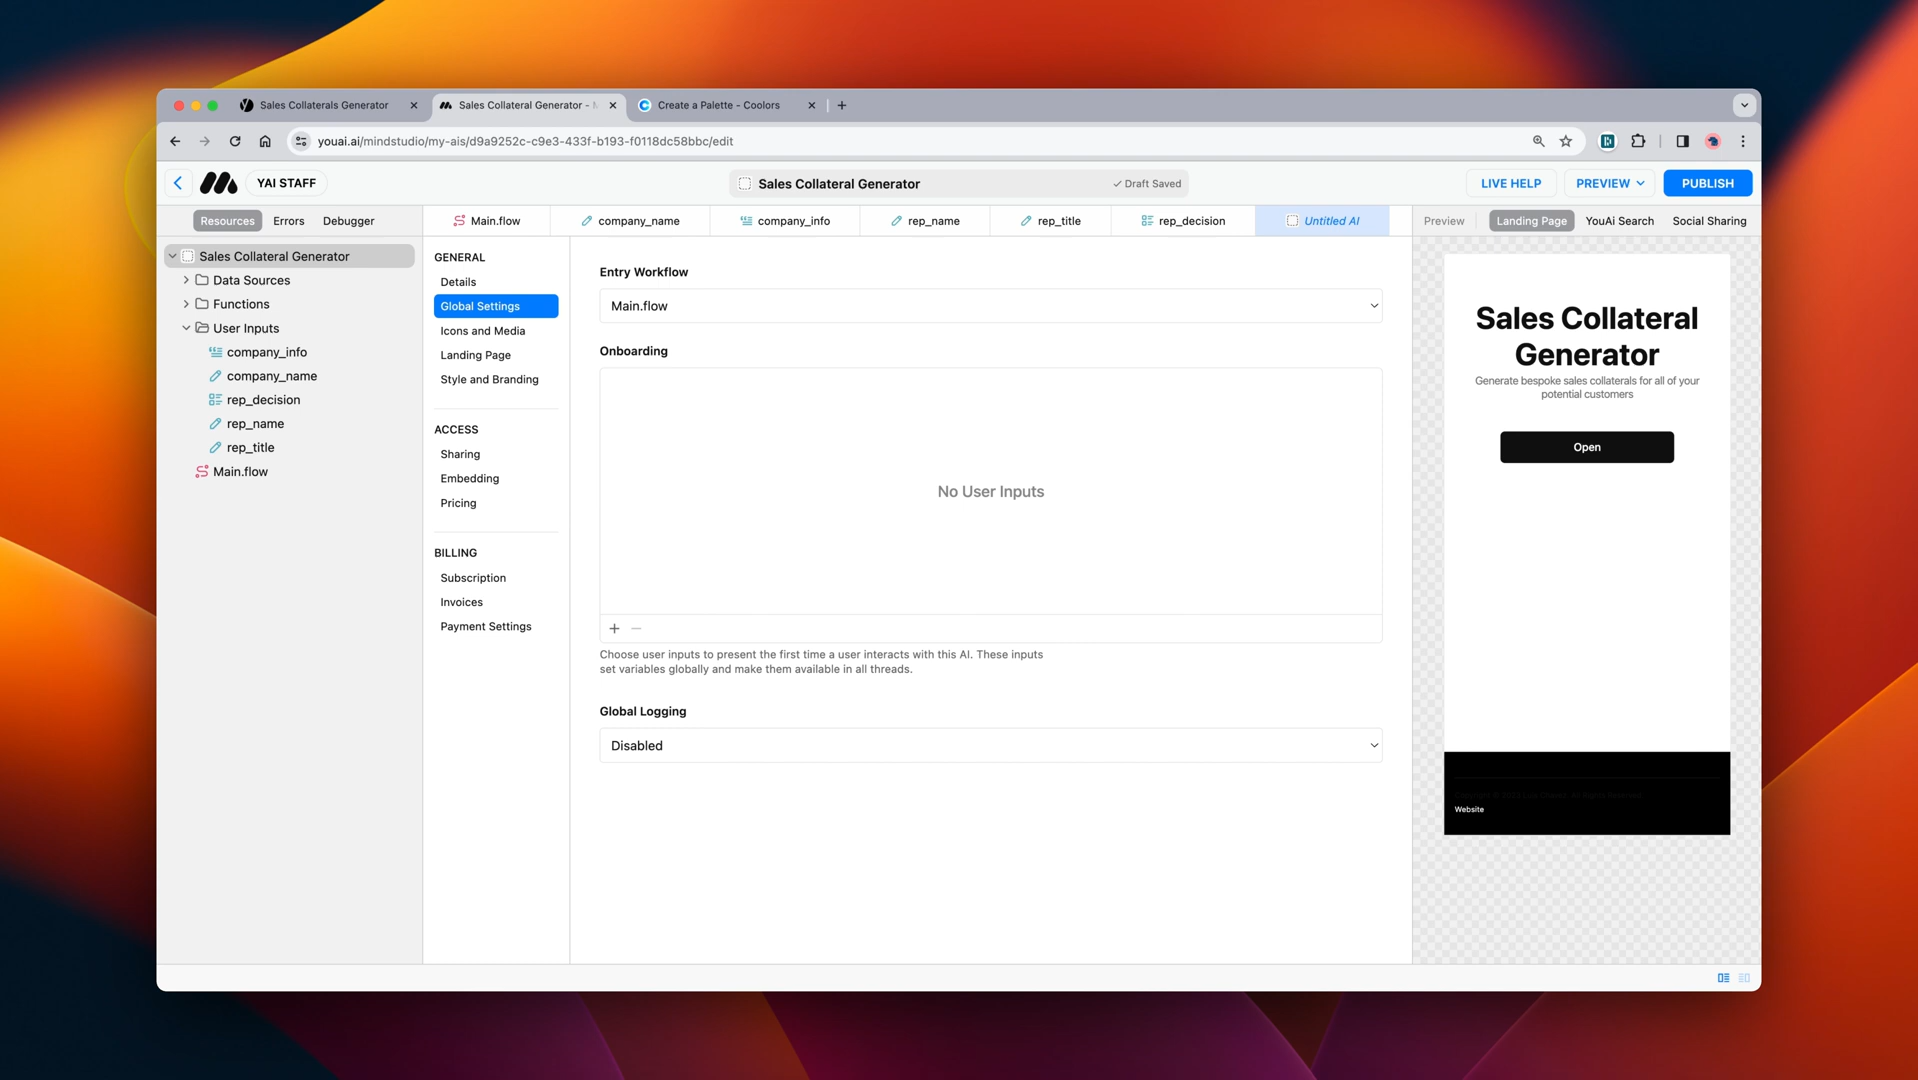 Sales Collaterals Generator
Sales Collateral Generator -
Create a Palette - Coolors
youai.ai/mindstudio/my-ais/d9a9252c-c9e3-433f-b193-f0118dc58bbc/edit
YAI STAFF
Sales Collateral Generator
Draft Saved
LIVE HELP
PREVIEW
PUBLISH
Resources
Errors
Debugger
Main.flow
company_name
company_info
rep_name
rep_title
rep_decision
Untitled AI
Preview
Landing Page
YouAi Search
Social Sharing
Sales Collateral Generator
Data Sources
Functions
User Inputs
company_info
company_name
rep_decision
rep_name
rep_title
Main.flow
GENERAL
Details
Global Settings
Icons and Media
Landing Page
Style and Branding
ACCESS
Sharing
Embedding
Pricing
BILLING
Subscription
Invoices
Payment Settings
Entry Workflow
Main.flow
Onboarding
No User Inputs
Choose user inputs to present the first time a user interacts with this AI. These inputs
set variables globally and make them available in all threads.
Global Logging
Disabled
Sales Collateral
Generator
Generate bespoke sales collaterals for all of your
potential customers
Open
Website